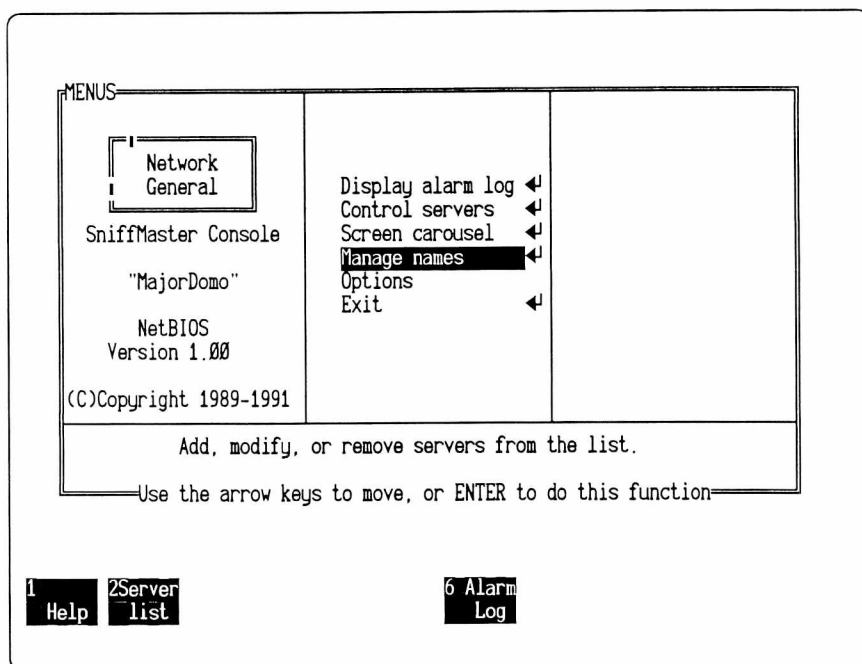 MENUS
Network
General
SniffMaster Console
"MajorDomo"
NetBIOS
Version 1.00
(C)Copyright 1989-1991
Display alarm log
Control servers
Screen carousel
Manage names
Options
Exit
Add, modify, or remove servers from the list.
Use the arrow keys to move, or ENTER to do this function
1
Help
2Server
list
6 Alarm
Log